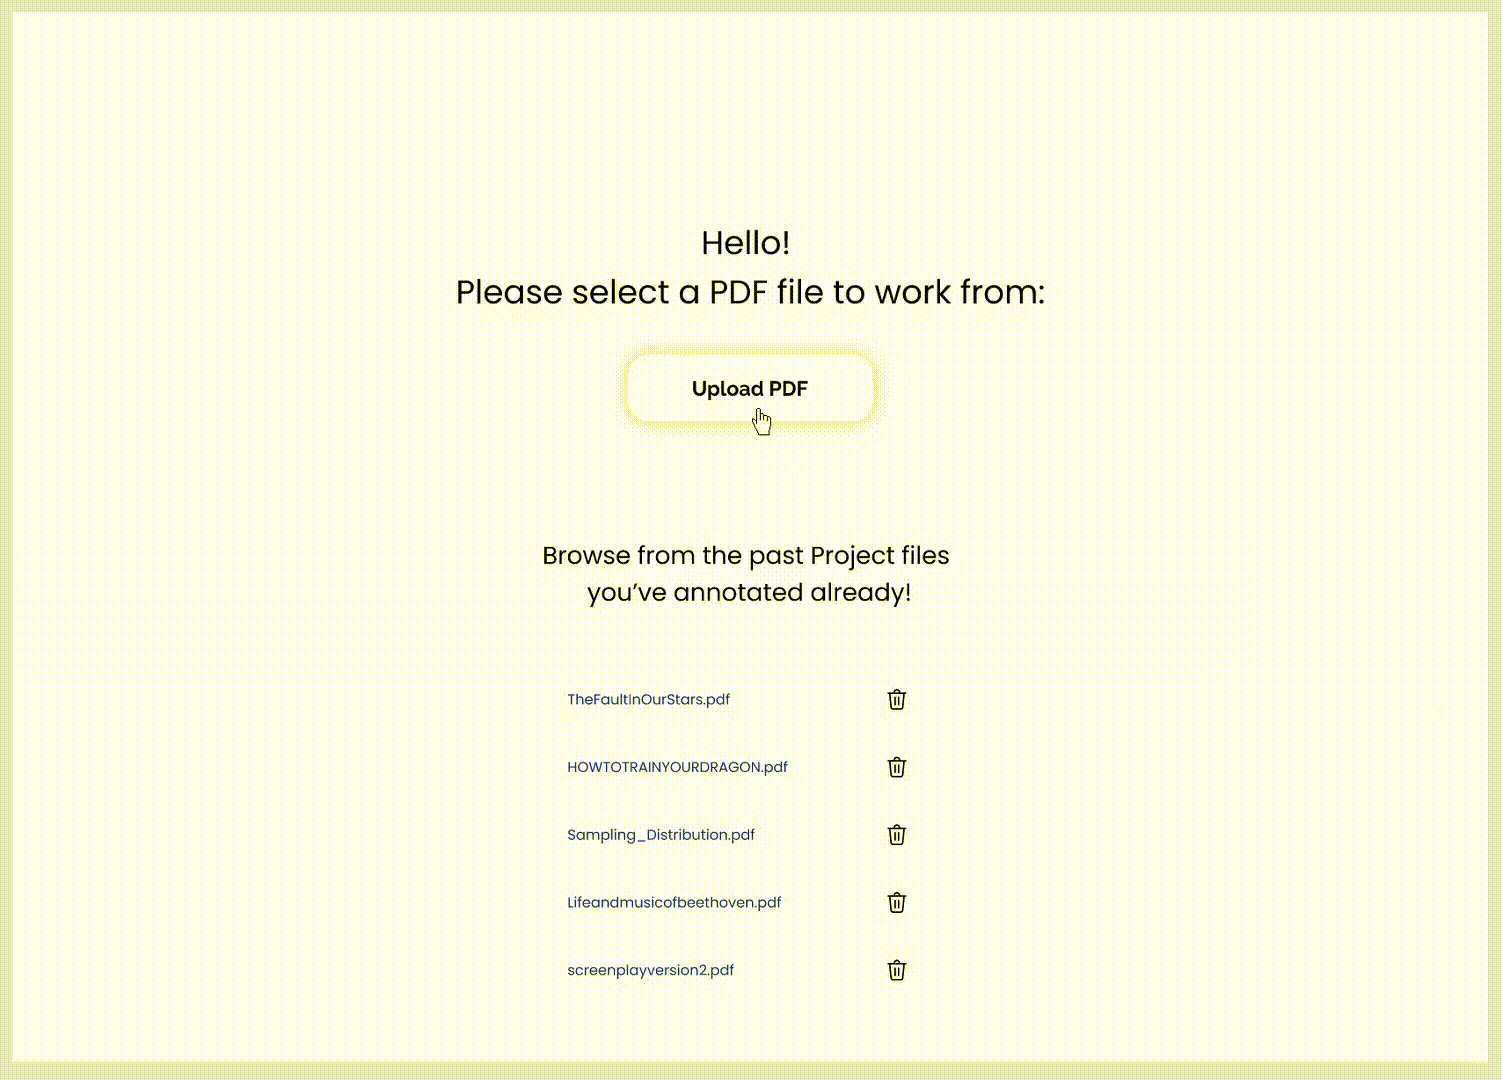 Hello!
Please select a PDF file to work from:
Upload PDF
Browse from the past Project files
you’ve annotated already!
TheFaultInOurStars.pdf
HOWTOTRAINYOURDRAGON.pdf
Sampling_Distribution.pdf
Lifeandmusicofbeethoven.pdf
screenplayversion2.pdf